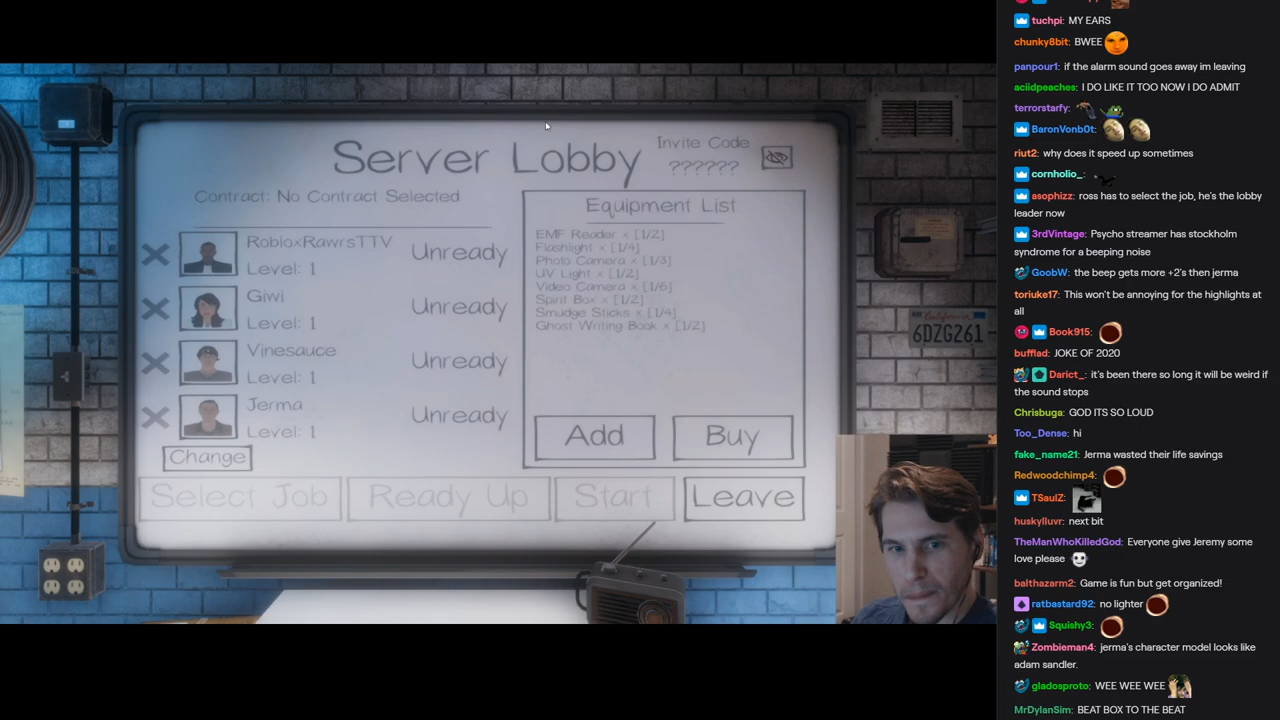 Server Lobby
Invite Code
??????
Contract: No Contract Selected
RobloxRawrsTTV
Level: 1
Unready
Giwi
Level: 1
Unready
Vinesauce
Level: 1
Unready
Jerma
Level: 1
Unready
Change
Equipment List
EMF Reader x [1/2]
Flashlight x [1/4]
Photo Camera x [1/3]
UV Light x [1/2]
Video Camera x [1/6]
Spirit Box x [1/2]
Smudge Sticks x [1/4]
Ghost Writing Book x [1/2]
Add
Buy
Select Job
Ready Up
Start
Leave
California
6DZG261
tuchpi: MY EARS
chunky8bit: BWEE
panpour1: if the alarm sound goes away im leaving
aciidpeaches: I DO LIKE IT TOO NOW I DO ADMIT
terrorstarfy:
BaronVonb0t:
riut2: why does it speed up sometimes
cornholio_:
asophizz: ross has to select the job, he's the lobby
leader now
3rdVintage: Psycho streamer has stockholm
syndrome for a beeping noise
GoobW: the beep gets more +2's then jerma
toriuke17: This won't be annoying for the highlights at
all
Book915:
bufflad: JOKE OF 2020
Darict_: it's been there so long it will be weird if
the sound stops
Chrisbuga: GOD ITS SO LOUD
Too_Dense: hi
fake_name21: Jerma wasted their life savings
Redwoodchimp4:
TSaulZ:
huskylluvr: next bit
TheManWhoKilledGod: Everyone give Jeremy some
love please
balthazarm2: Game is fun but get organized!
ratbastard92: no lighter
Squishy3:
Zombieman4: jerma's character model looks like
adam sandler.
gladosproto: WEE WEE WEE
MrDylanSim: BEAT BOX TO THE BEAT